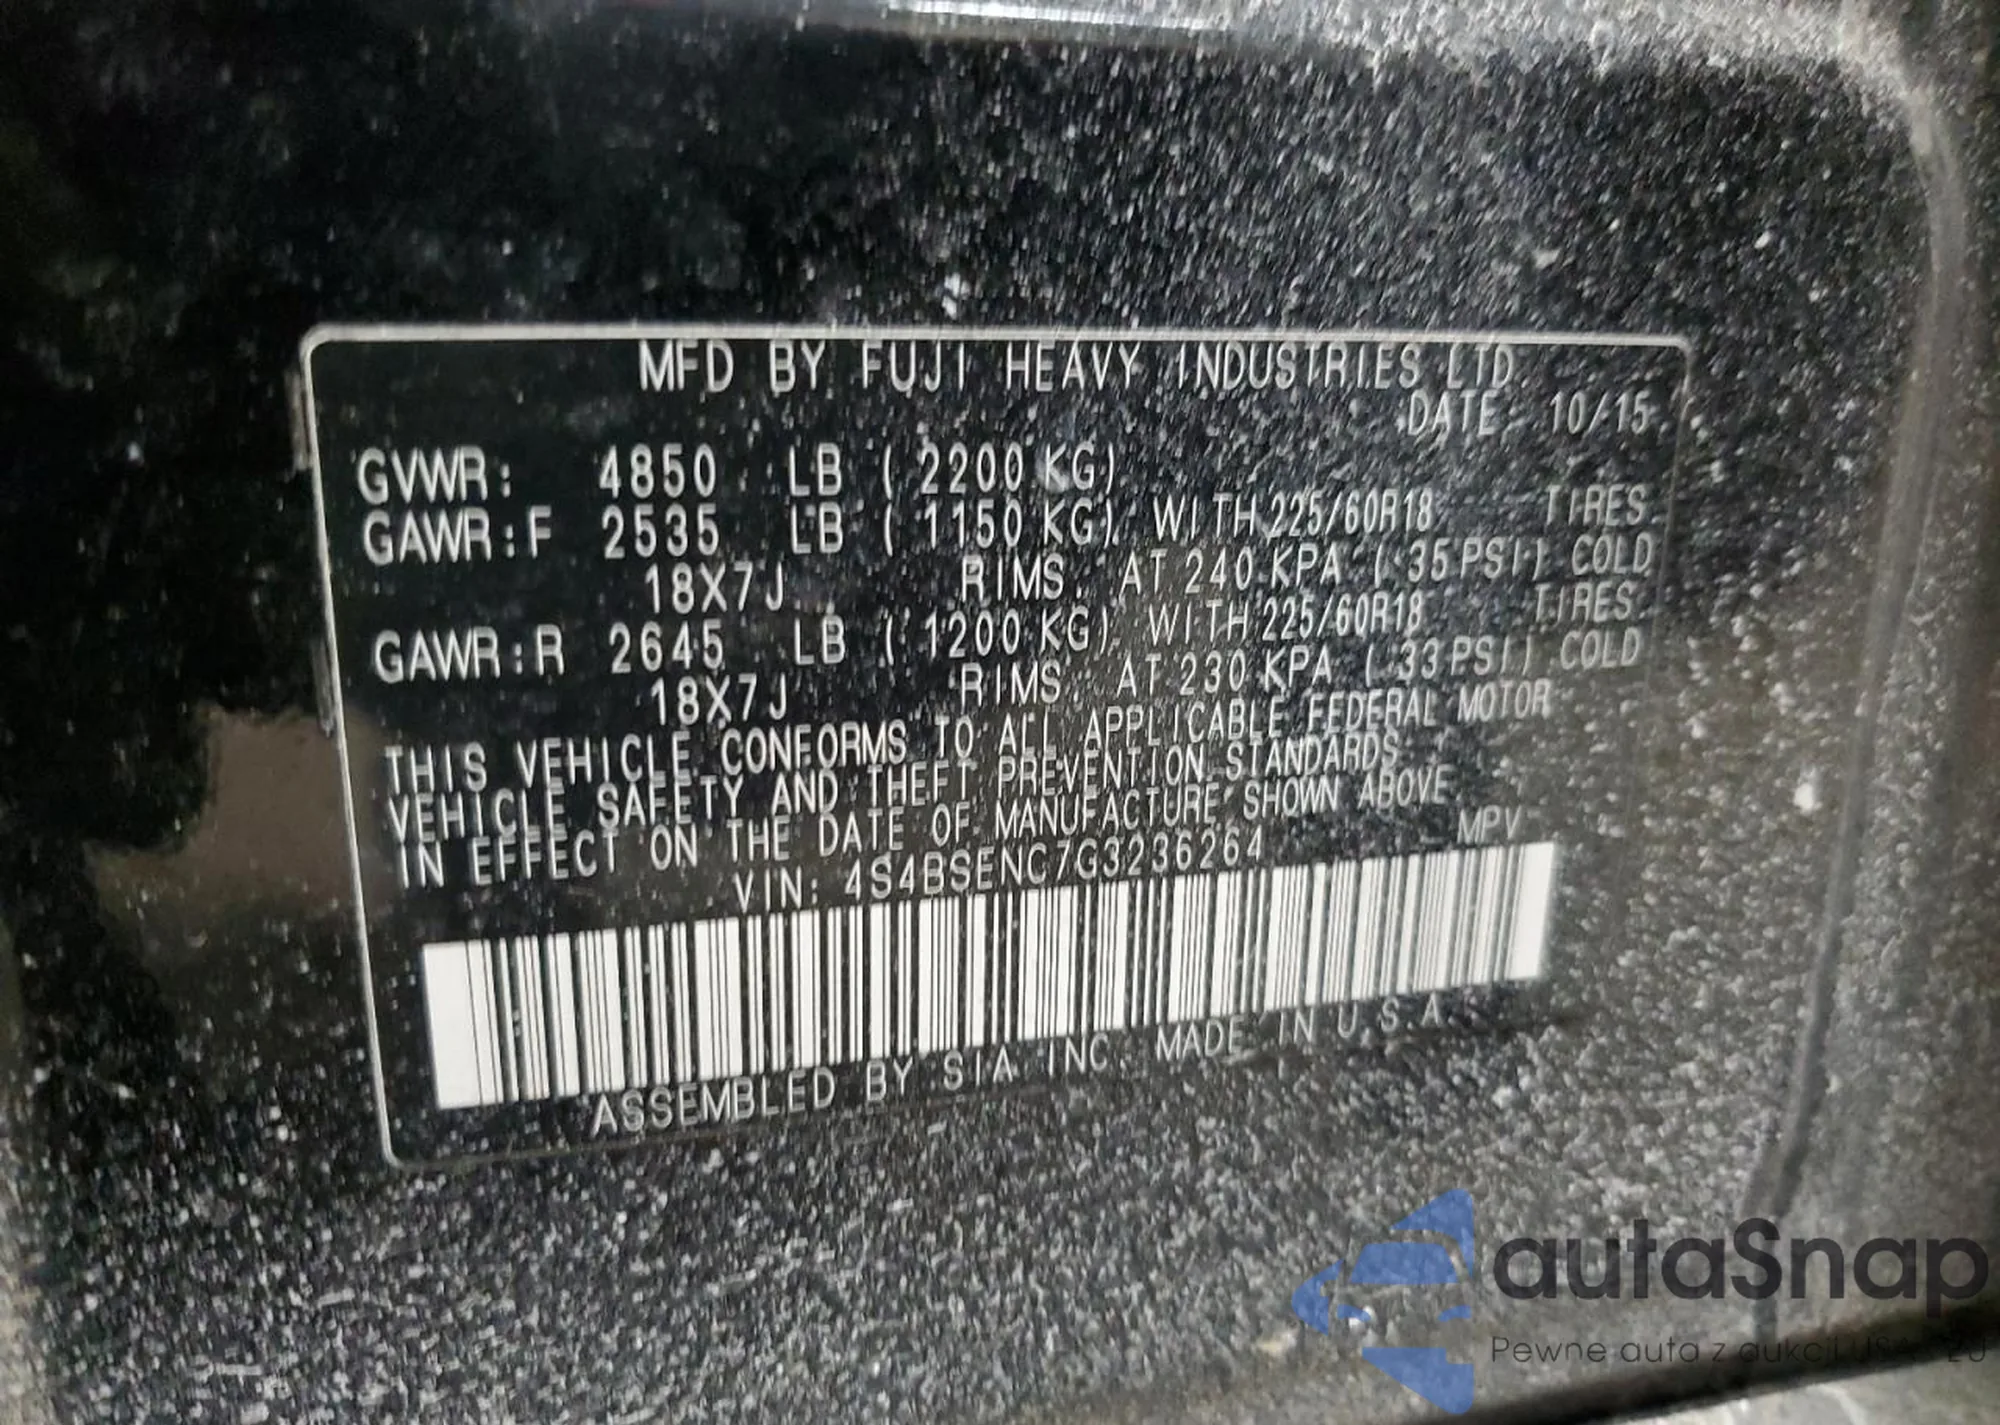 MFD BY FUJI HEAVY INDUSTRIES LTD.
DATE: 10/15
GVWR: 4850 LB ( 2200 KG)
GAWR:F 2535 LB ( 1150 KG) WITH 225/60R18 TIRES
18X7J RIMS. AT 240 KPA ( 35 PSI) COLD
GAWR:R 2645 LB ( 1200 KG) WITH 225/60R18 TIRES
18X7J RIMS. AT 230 KPA ( 33 PSI) COLD
THIS VEHICLE CONFORMS TO ALL APPLICABLE FEDERAL MOTOR
VEHICLE SAFETY AND THEFT PREVENTION STANDARDS
IN EFFECT ON THE DATE OF MANUFACTURE SHOWN ABOVE
VIN: 4S4BSENC7G3236264 MPV
ASSEMBLED BY SIA INC. MADE IN U.S.A.
autaSnap
Pewne auta z aukcji USA